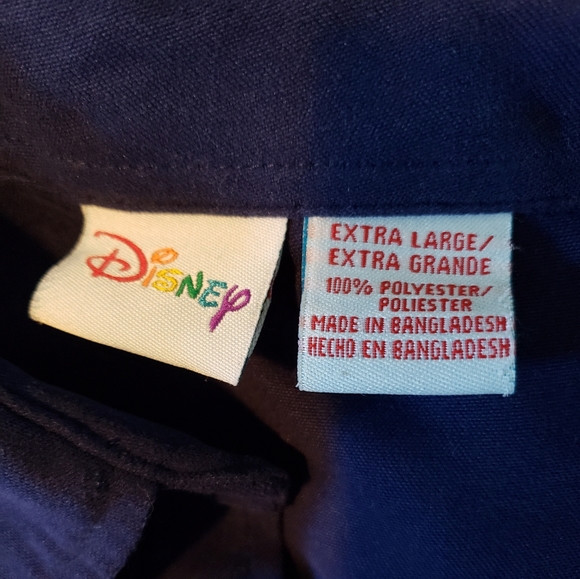 Disney
EXTRA LARGE/
EXTRA GRANDE
100% POLYESTER/
POLIESTER
MADE IN BANGLADESH
HECHO EN BANGLADESH